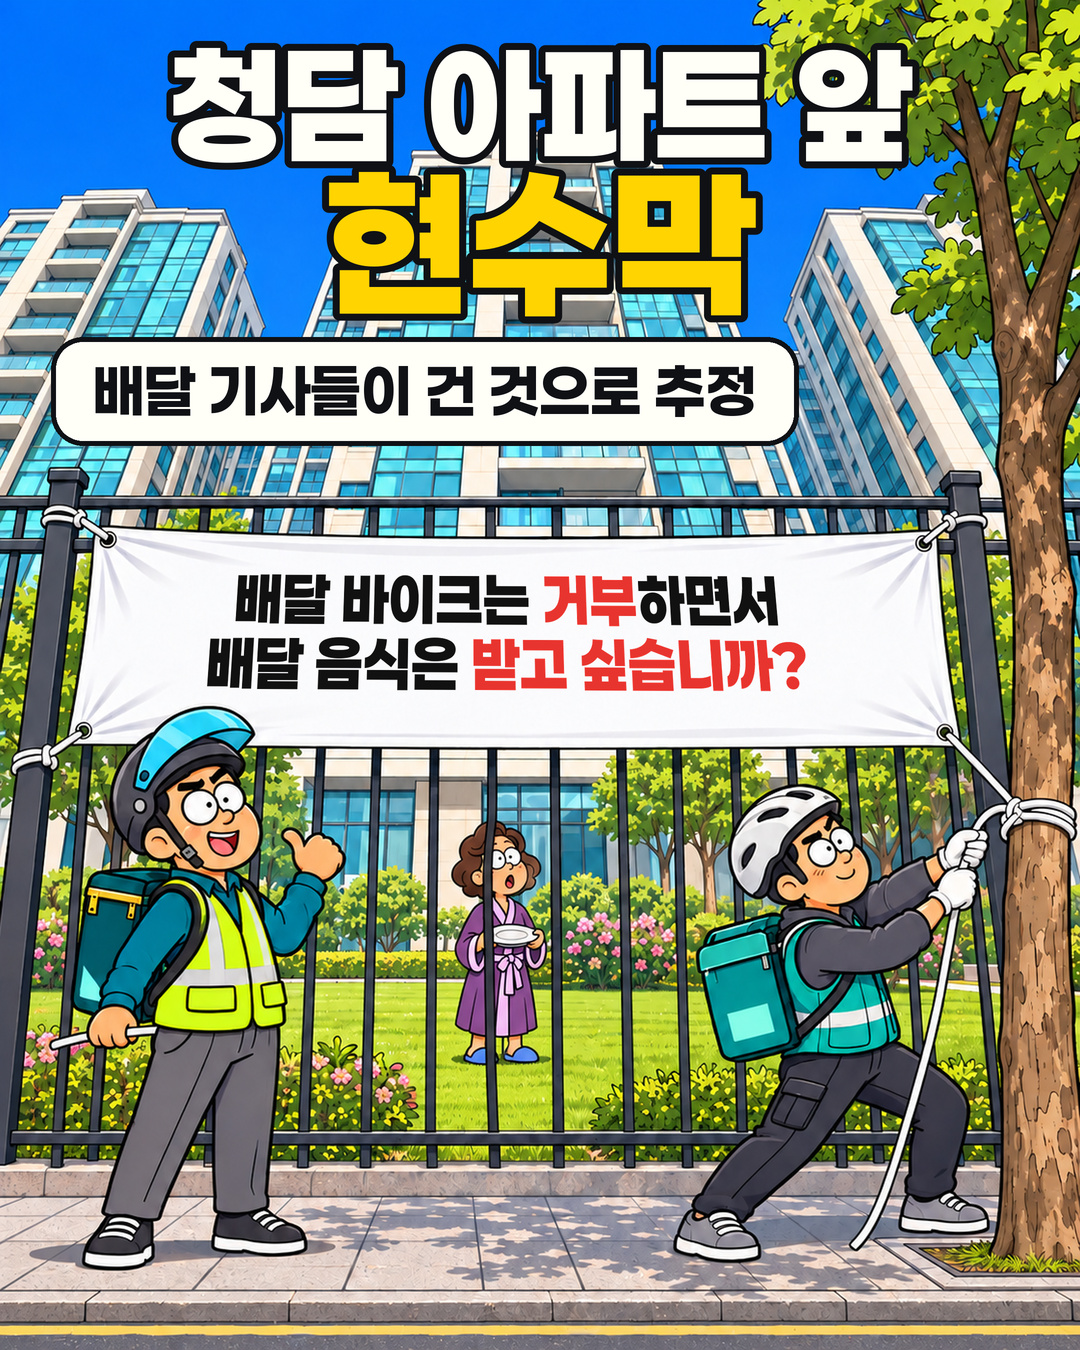 청담 아파트 앞
현수막
배달 기사들이 건 것으로 추정
배달 바이크는 거부하면서
배달 음식은 받고 싶습니까?